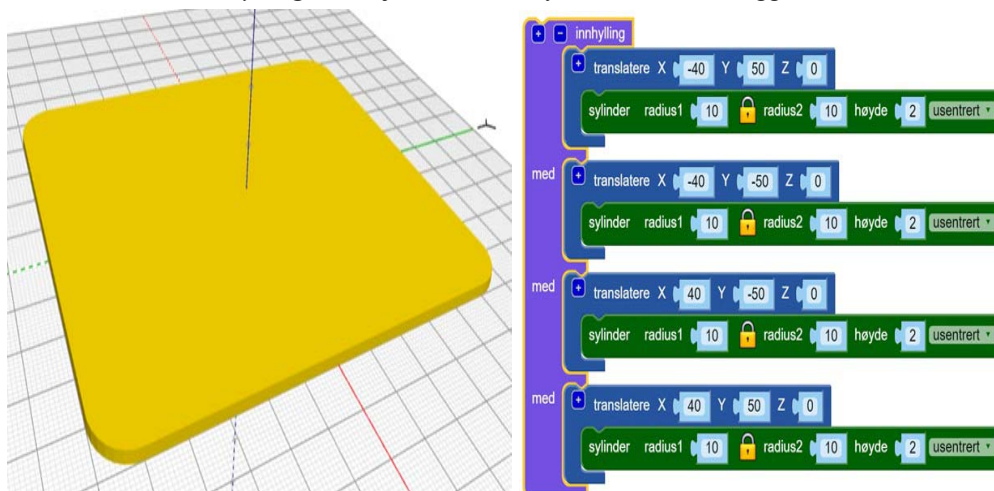 innhylling
translatere X -40 Y 50 Z 0
sylinder radius1 10 radius2 10 høyde 2 usentrert
med translatere X -40 Y -50 Z 0
sylinder radius1 10 radius2 10 høyde 2 usentrert
med translatere X 40 Y -50 Z 0
sylinder radius1 10 radius2 10 høyde 2 usentrert
med translatere X 40 Y 50 Z 0
sylinder radius1 10 radius2 10 høyde 2 usentrert